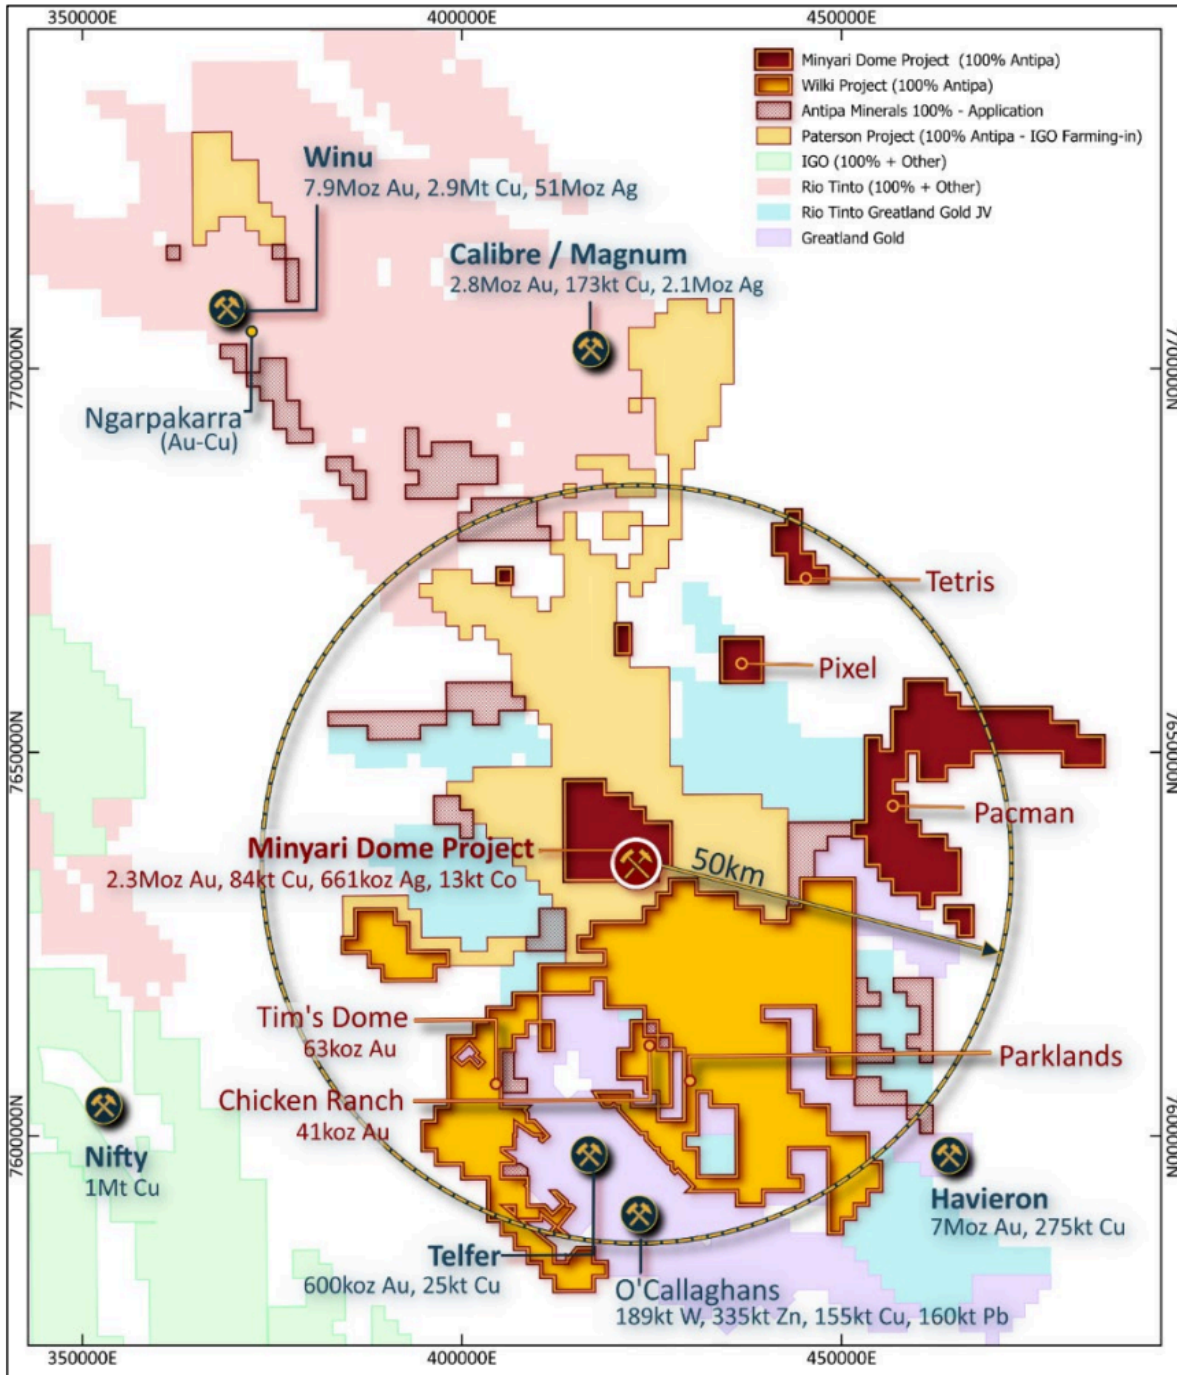 350000E
400000E
450000E
Minyari Dome Project (100% Antipa)
Wilki Project (100% Antipa)
Antipa Minerals 100% - Application
Paterson Project (100% Antipa - IGO Farming-in)
IGO (100% + Other)
Rio Tinto (100% + Other)
Rio Tinto Greatland Gold JV
Greatland Gold
Winu
7.9Moz Au, 2.9Mt Cu, 51Moz Ag
Calibre / Magnum
2.8Moz Au, 173kt Cu, 2.1Moz Ag
7700000N
7700000N
Ngarpakarra
(Au-Cu)
Tetris
Pixel
7650000N
7650000N
Pacman
Minyari Dome Project
2.3Moz Au, 84kt Cu, 661koz Ag, 13kt Co
50km
Tim's Dome
63koz Au
Parklands
Chicken Ranch
41koz Au
7600000N
7600000N
Nifty
1Mt Cu
Havieron
7Moz Au, 275kt Cu
Telfer
600koz Au, 25kt Cu
O'Callaghans
189kt W, 335kt Zn, 155kt Cu, 160kt Pb
350000E
400000E
450000E